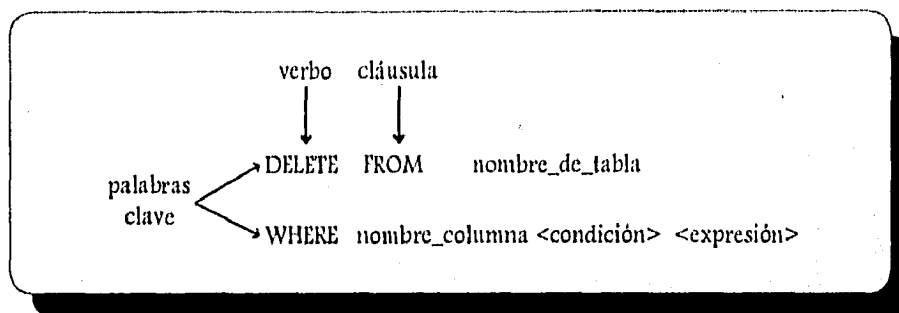 verbo cláusula
DELETE FROM nombre_de_tabla
palabras
clave
WHERE nombre_columna <condición> <expresión>